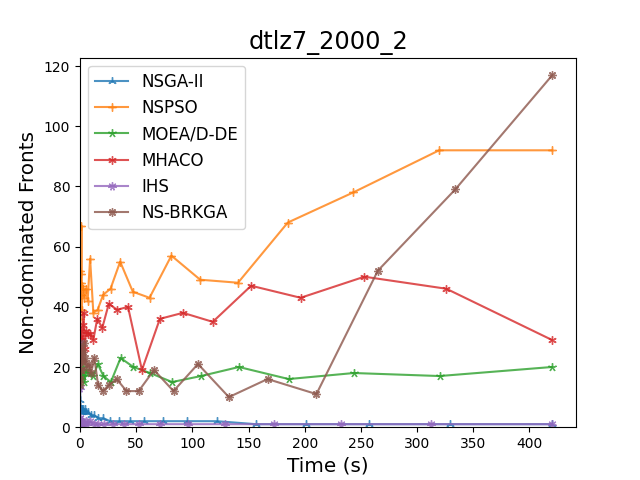 dtlz7_2000_2
Non-dominated Fronts
120
100
80
60
40
20
0
NSGA-II
NSPSO
MOEA/D-DE
MHACO
IHS
NS-BRKGA
0 50 100 150 200 250 300 350 400
Time (s)